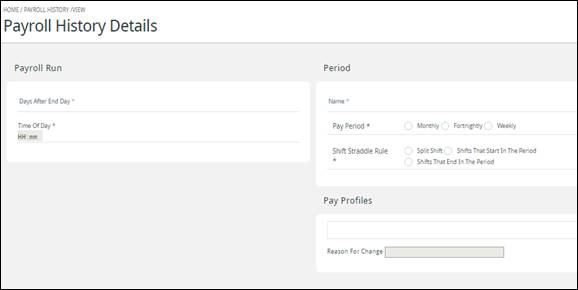 HOME / PAYROLL HISTORY /VIEW
Payroll History Details
Payroll Run
Days After End Day *
Time Of Day *
HH:mm
Period
Name *
Pay Period * Monthly Fortnightly Weekly
Shift Straddle Rule * Split Shift Shifts That Start In The Period
Shifts That End In The Period
Pay Profiles
Reason For Change